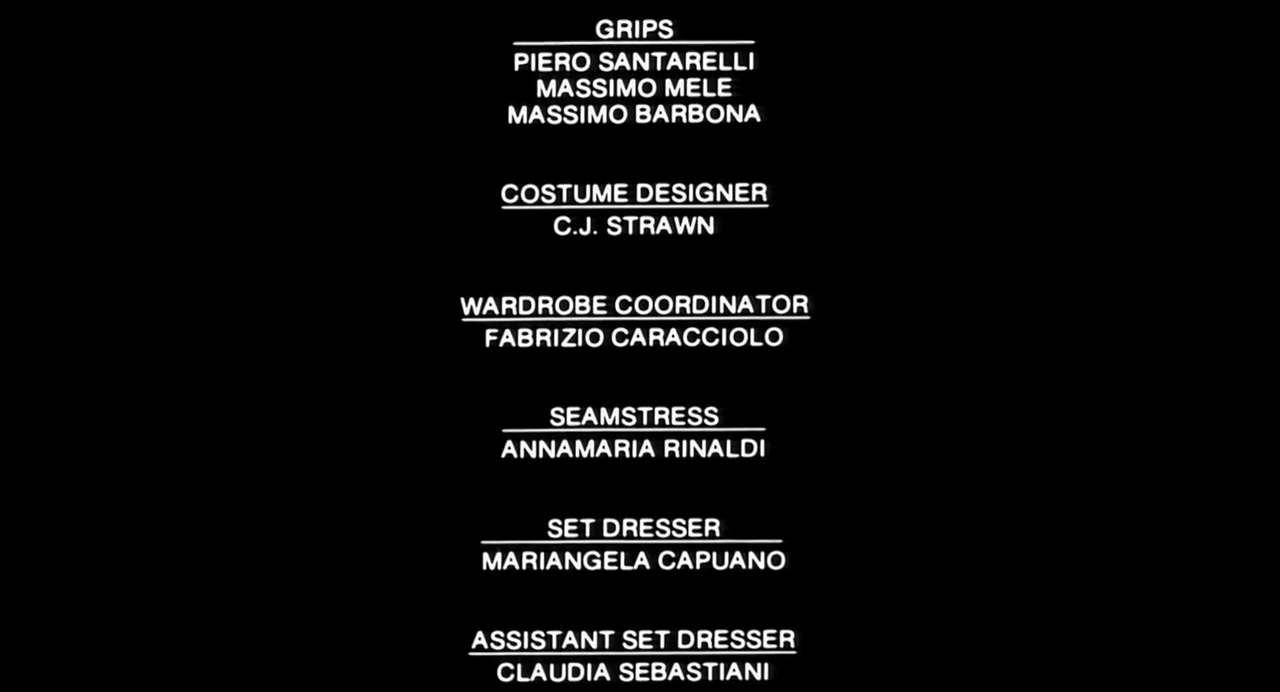 GRIPS
PIERO SANTARELLI
MASSIMO MELE
MASSIMO BARBONA
COSTUME DESIGNER
C.J. STRAWN
WARDROBE COORDINATOR
FABRIZIO CARACCIOLO
SEAMSTRESS
ANNAMARIA RINALDI
SET DRESSER
MARIANGELA CAPUANO
ASSISTANT SET DRESSER
CLAUDIA SEBASTIANI